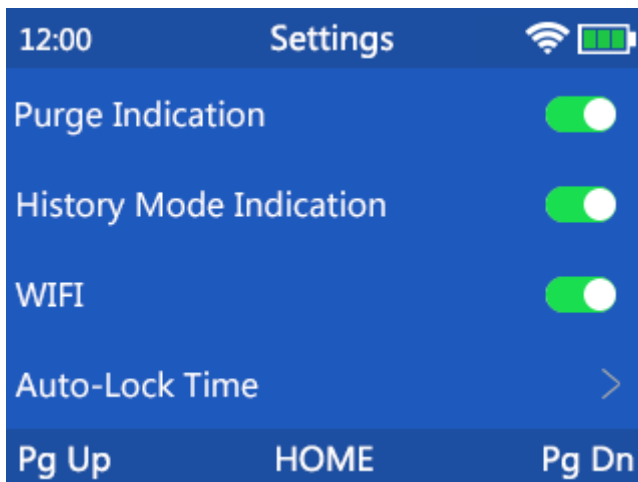 12:00 Settings
Purge Indication
History Mode Indication
WIFI
Auto-Lock Time
Pg Up HOME Pg Dn